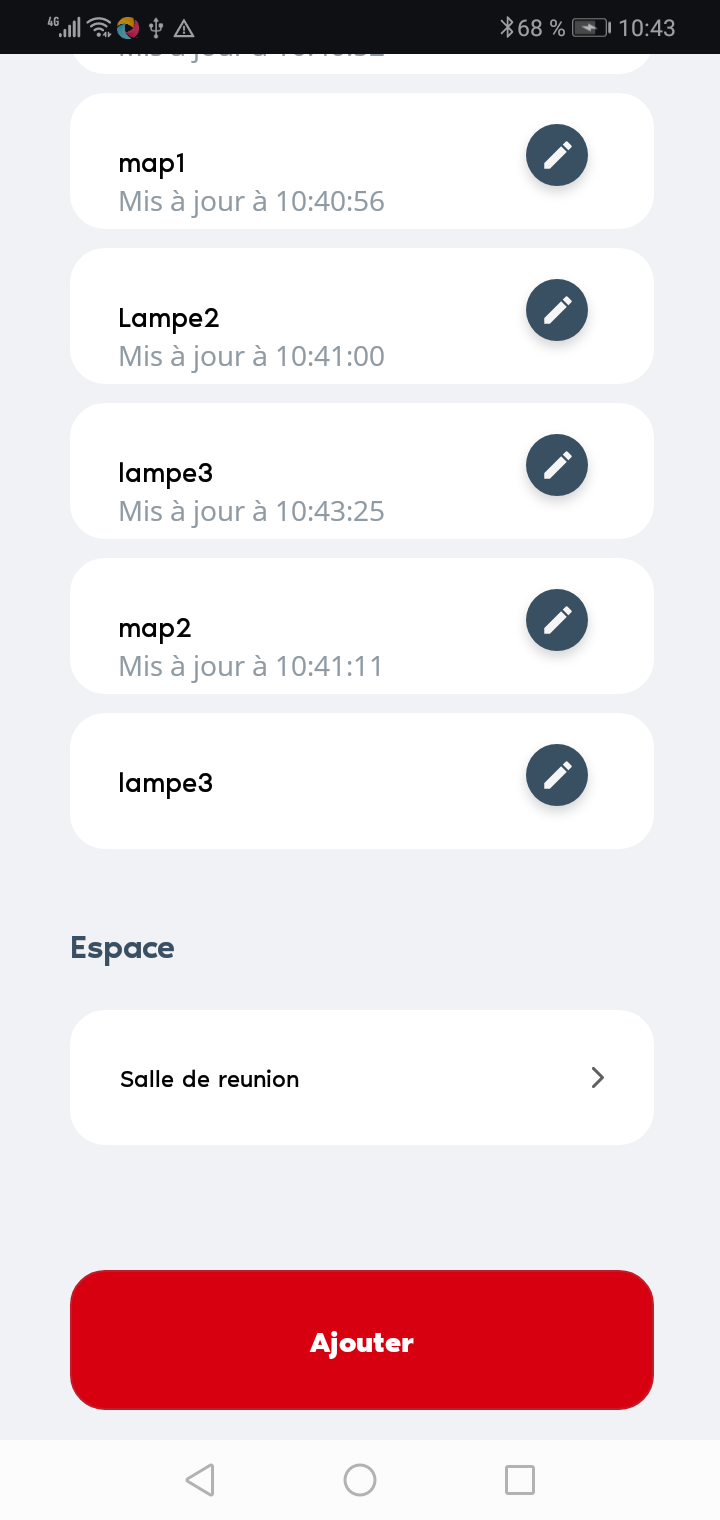 4G 68 % 10:43
map1
Mis à jour à 10:40:56
Lampe2
Mis à jour à 10:41:00
lampe3
Mis à jour à 10:43:25
map2
Mis à jour à 10:41:11
lampe3
Espace
Salle de reunion
Ajouter